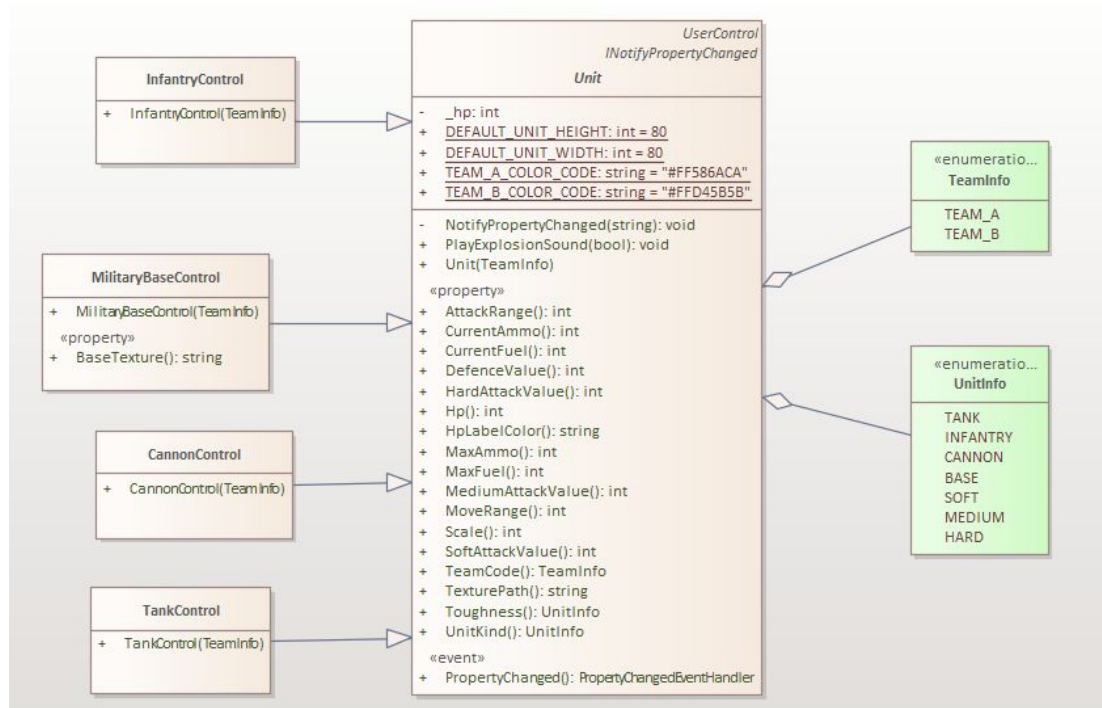 InfantryControl
+ InfantryControl(TeamInfo)
MilitaryBaseControl
+ MilitaryBaseControl(TeamInfo)
«property»
+ BaseTexture(): string
CannonControl
+ CannonControl(TeamInfo)
TankControl
+ TankControl(TeamInfo)
UserControl
INotifyPropertyChanged
Unit
- _hp: int
+ DEFAULT_UNIT_HEIGHT: int = 80
+ DEFAULT_UNIT_WIDTH: int = 80
+ TEAM_A_COLOR_CODE: string = "#FF586ACA"
+ TEAM_B_COLOR_CODE: string = "#FFD45B5B"
- NotifyPropertyChanged(string): void
+ PlayExplosionSound(bool): void
+ Unit(TeamInfo)
«property»
+ AttackRange(): int
+ CurrentAmmo(): int
+ CurrentFuel(): int
+ DefenceValue(): int
+ HardAttackValue(): int
+ Hp(): int
+ HpLabelColor(): string
+ MaxAmmo(): int
+ MaxFuel(): int
+ MediumAttackValue(): int
+ MoveRange(): int
+ Scale(): int
+ SoftAttackValue(): int
+ TeamCode(): TeamInfo
+ TexturePath(): string
+ Toughness(): UnitInfo
+ UnitKind(): UnitInfo
«event»
+ PropertyChanged(): PropertyChangedEventHandler
«enumeratio...
TeamInfo
TEAM_A
TEAM_B
«enumeratio...
UnitInfo
TANK
INFANTRY
CANNON
BASE
SOFT
MEDIUM
HARD